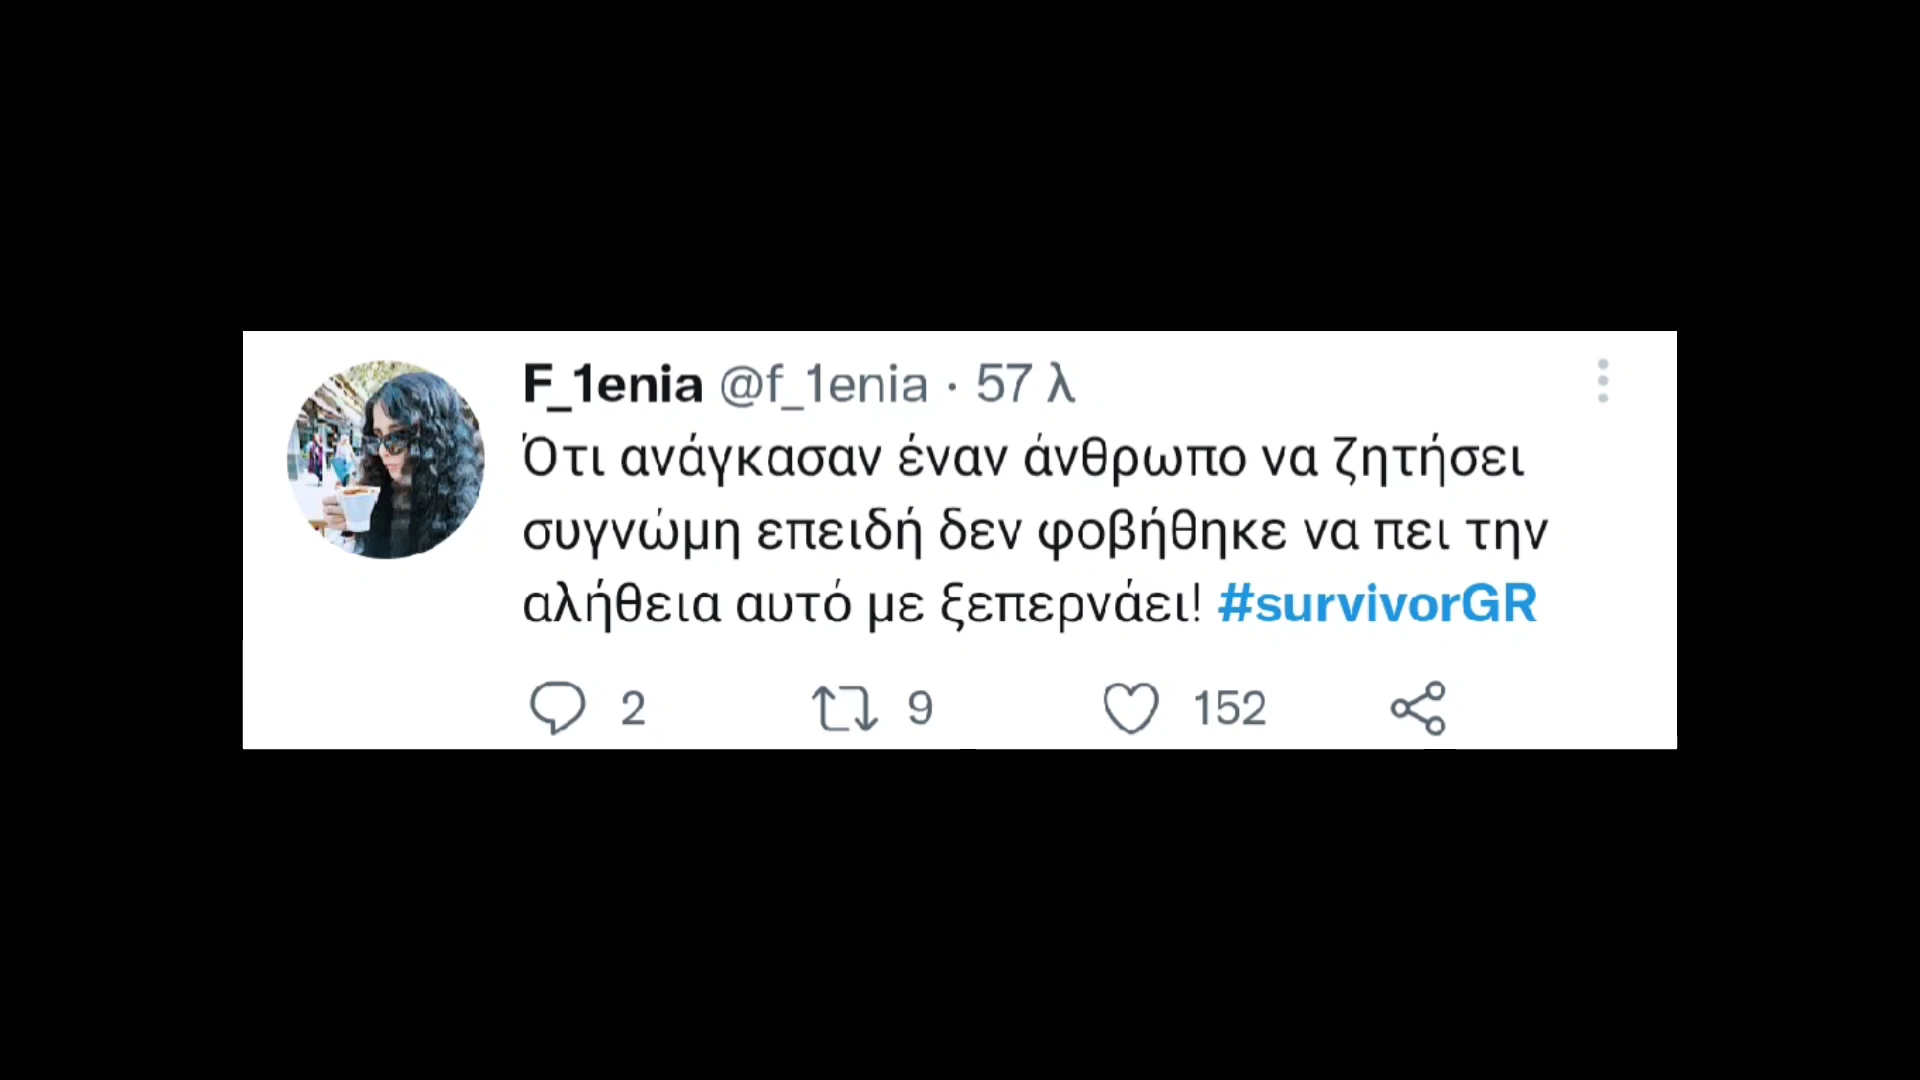 F_1enia @f_1enia · 57 λ
Ότι ανάγκασαν έναν άνθρωπο να ζητήσει
συγνώμη επειδή δεν φοβήθηκε να πει την
αλήθεια αυτό με ξεπερνάει! #survivorGR
2 9 152